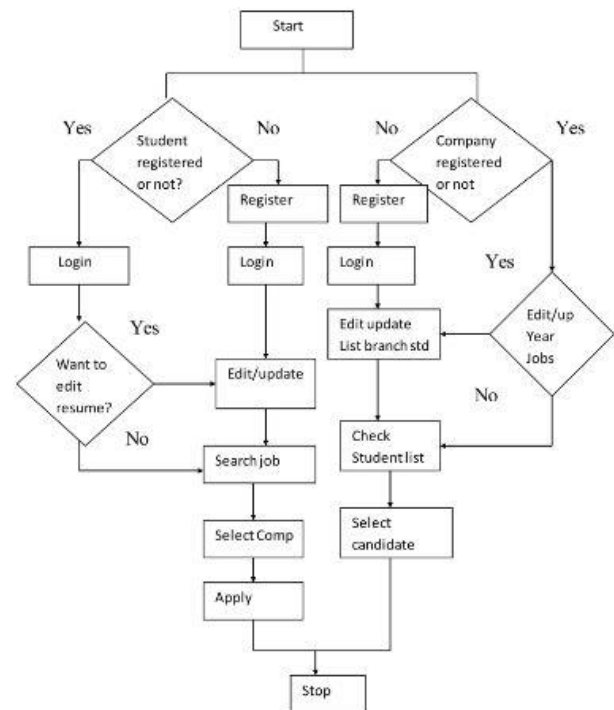 Start
Yes
No
No
Yes
Student
registered
or not?
Company
registered
or not
Register
Register
Login
Login
Login
Yes
Yes
Edit update
List branch std
Edit/up
Year
Jobs
Want to
edit
resume?
Edit/update
No
No
Check
Student list
Search job
Select Comp
Select
candidate
Apply
Stop